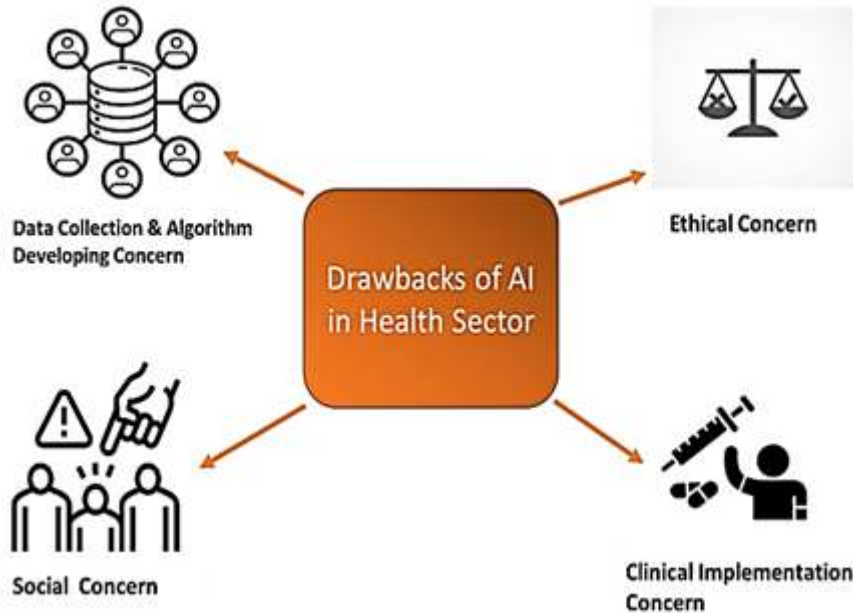 Data Collection & Algorithm
Developing Concern
Ethical Concern
Drawbacks of AI
in Health Sector
Social Concern
Clinical Implementation
Concern